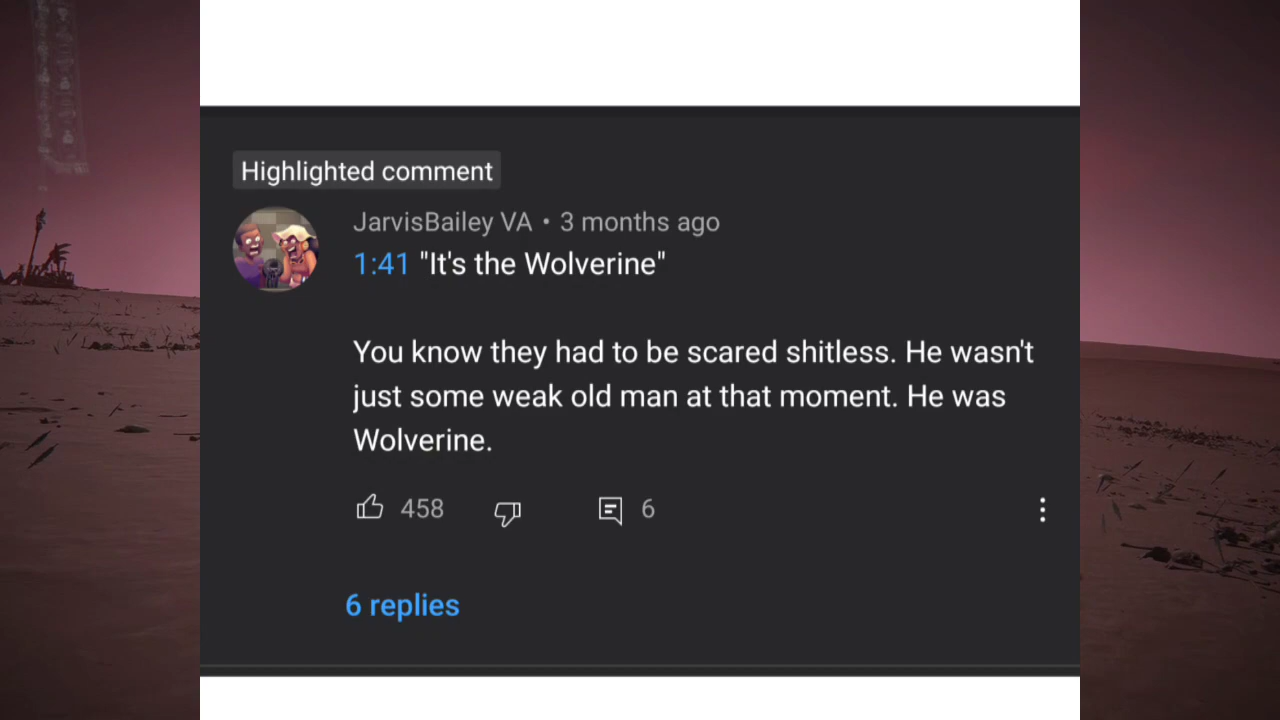 Highlighted comment
JarvisBailey VA • 3 months ago
1:41 "It's the Wolverine"
You know they had to be scared shitless. He wasn't
just some weak old man at that moment. He was
Wolverine.
458
6
6 replies